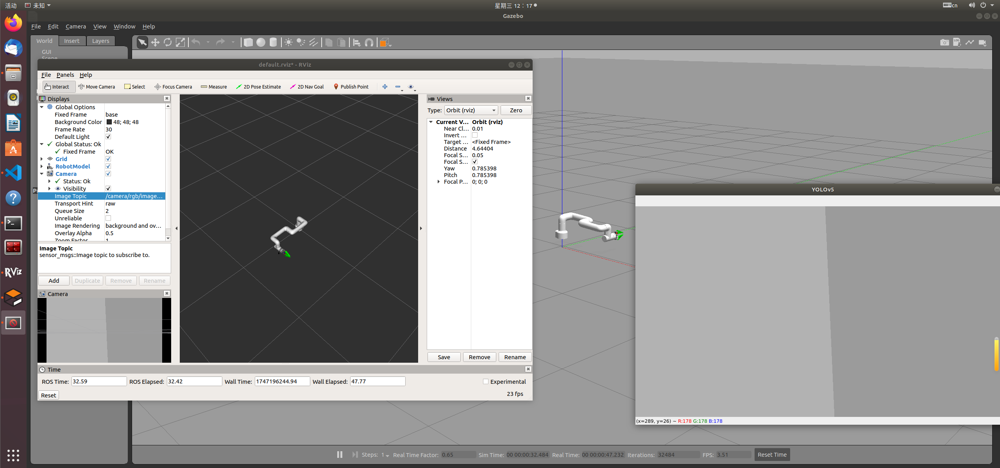 活动 未知 星期三 12：17 cn
Gazebo
File Edit Camera View Window Help
World Insert Layers
GUI
Scene
default.rviz* - RViz
File Panels Help
Interact Move Camera Select Focus Camera Measure 2D Pose Estimate 2D Nav Goal Publish Point
Displays
Global Options
Fixed Frame base
Background Color 48; 48; 48
Frame Rate 30
Default Light
Global Status: Ok
Fixed Frame OK
Grid
RobotModel
Camera
Status: Ok
Visibility
Image Topic /camera/rgb/image...
Transport Hint raw
Queue Size 2
Unreliable
Image Rendering background and ov...
Overlay Alpha 0.5
Zoom Factor 1
Image Topic
sensor_msgs::Image topic to subscribe to.
Add Duplicate Remove Rename
Camera
Views
Type: Orbit (rviz) Zero
Current V... Orbit (rviz)
Near Cl... 0.01
Invert ...
Target ... <Fixed Frame>
Distance 4.64404
Focal S... 0.05
Focal S...
Yaw 0.785398
Pitch 0.785398
Focal P... 0; 0; 0
Save Remove Rename
Time
ROS Time: 32.59 ROS Elapsed: 32.42 Wall Time: 1747196244.94 Wall Elapsed: 47.77 Experimental
Reset 23 fps
YOLOv5
(x=289, y=26) ~ R:178 G:178 B:178
RViz
LOG
Steps: 1 Real Time Factor: 0.65 Sim Time: 00 00:00:32.484 Real Time: 00 00:00:47.232 Iterations: 32484 FPS: 3.51 Reset Time